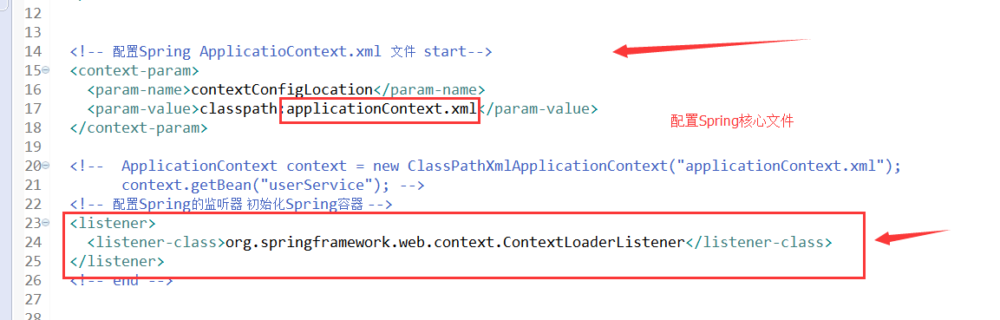 12
13
14 <!-- 配置Spring ApplicatioContext.xml 文件 start-->
15 <context-param>
16 <param-name>contextConfigLocation</param-name>
17 <param-value>classpath:applicationContext.xml</param-value>
18 </context-param>
配置Spring核心文件
19
20 <!-- ApplicationContext context = new ClassPathXmlApplicationContext("applicationContext.xml");
21 context.getBean("userService"); -->
22 <!-- 配置Spring的监听器 初始化Spring容器 -->
23 <listener>
24 <listener-class>org.springframework.web.context.ContextLoaderListener</listener-class>
25 </listener>
26 <!-- end -->
27
28